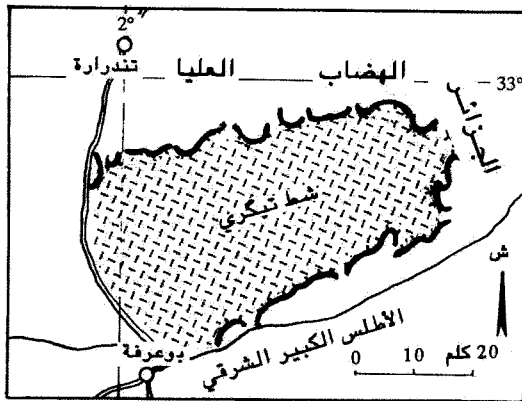 2°
تندرارة
الهضاب العليا
33°
الجزائر
شط تيكري
ش
الأطلس الكبير الشرقي
بوعرفة
0 10 20 كلم